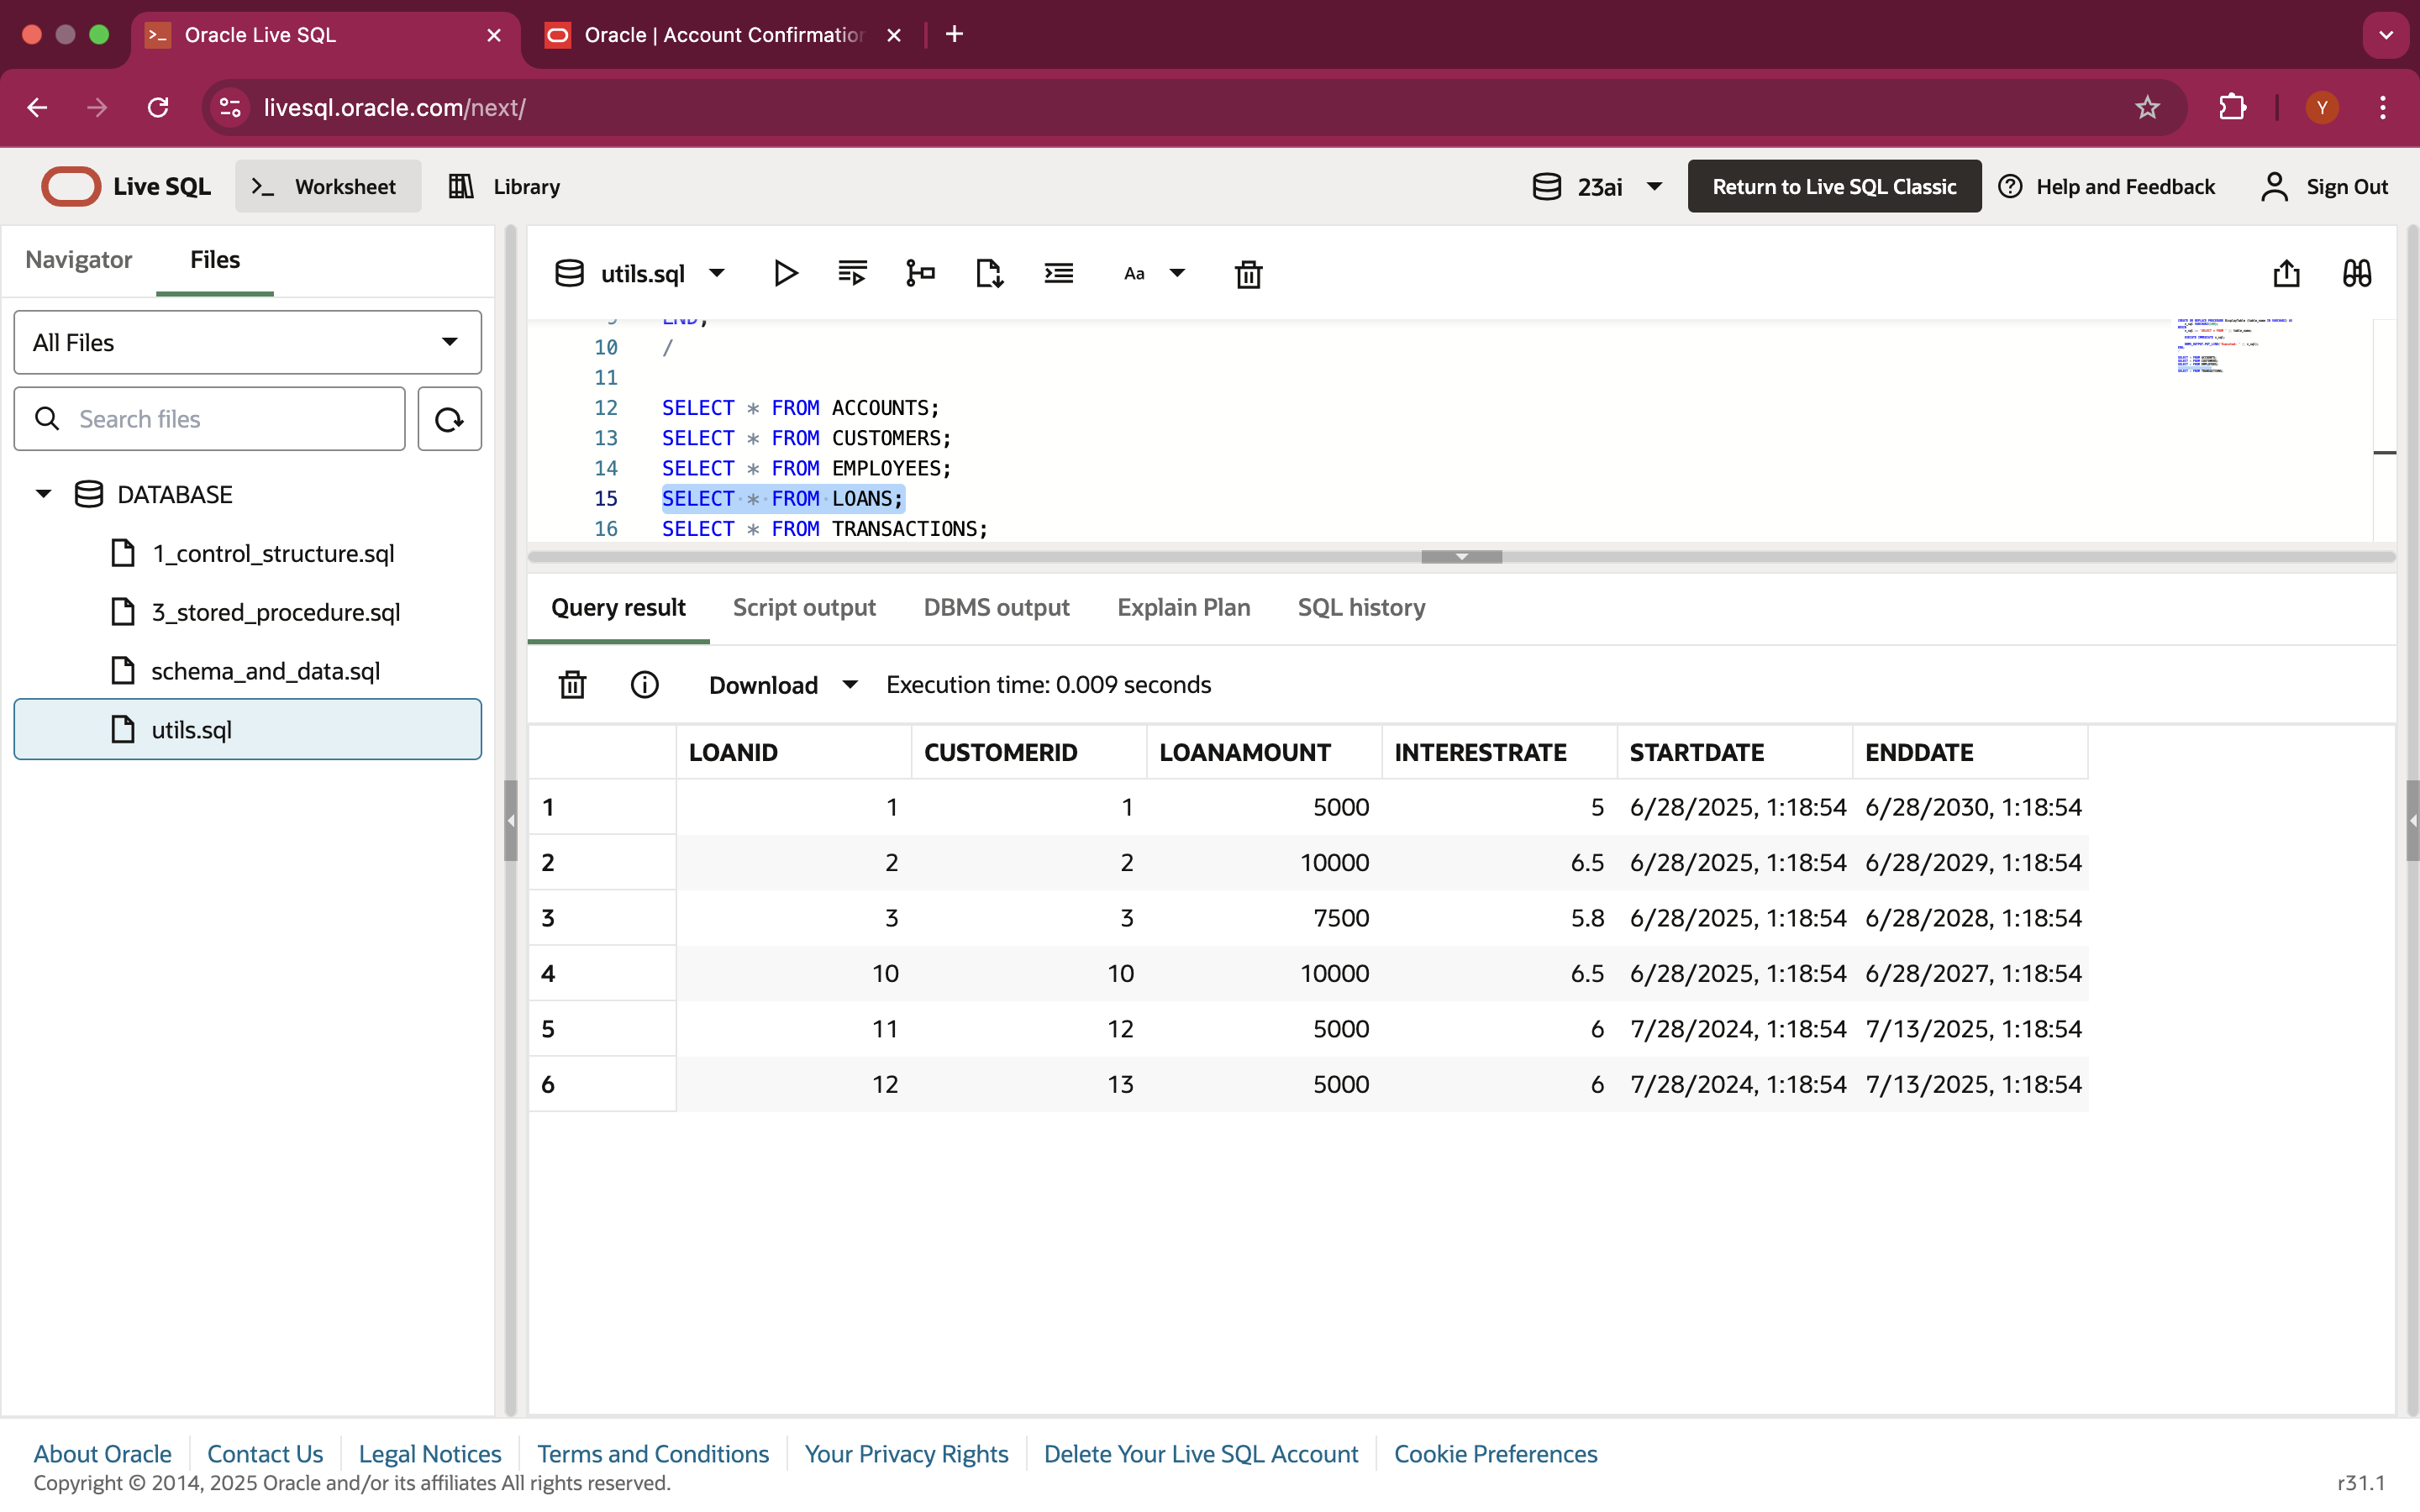 Oracle Live SQL
Oracle | Account Confirmation
livesql.oracle.com/next/
Y
Live SQL
Worksheet
Library
23ai
Return to Live SQL Classic
Help and Feedback
Sign Out
Navigator
Files
All Files
Search files
DATABASE
1_control_structure.sql
3_stored_procedure.sql
schema_and_data.sql
utils.sql
utils.sql
Aa
9 END;
10 /
11
12 SELECT * FROM ACCOUNTS;
13 SELECT * FROM CUSTOMERS;
14 SELECT * FROM EMPLOYEES;
15 SELECT * FROM LOANS;
16 SELECT * FROM TRANSACTIONS;
Query result Script output DBMS output Explain Plan SQL history
Download Execution time: 0.009 seconds
LOANID CUSTOMERID LOANAMOUNT INTERESTRATE STARTDATE ENDDATE
1 1 1 5000 5 6/28/2025, 1:18:54 6/28/2030, 1:18:54
2 2 2 10000 6.5 6/28/2025, 1:18:54 6/28/2029, 1:18:54
3 3 3 7500 5.8 6/28/2025, 1:18:54 6/28/2028, 1:18:54
4 10 10 10000 6.5 6/28/2025, 1:18:54 6/28/2027, 1:18:54
5 11 12 5000 6 7/28/2024, 1:18:54 7/13/2025, 1:18:54
6 12 13 5000 6 7/28/2024, 1:18:54 7/13/2025, 1:18:54
About Oracle Contact Us Legal Notices Terms and Conditions Your Privacy Rights Delete Your Live SQL Account Cookie Preferences
Copyright © 2014, 2025 Oracle and/or its affiliates All rights reserved.
r31.1